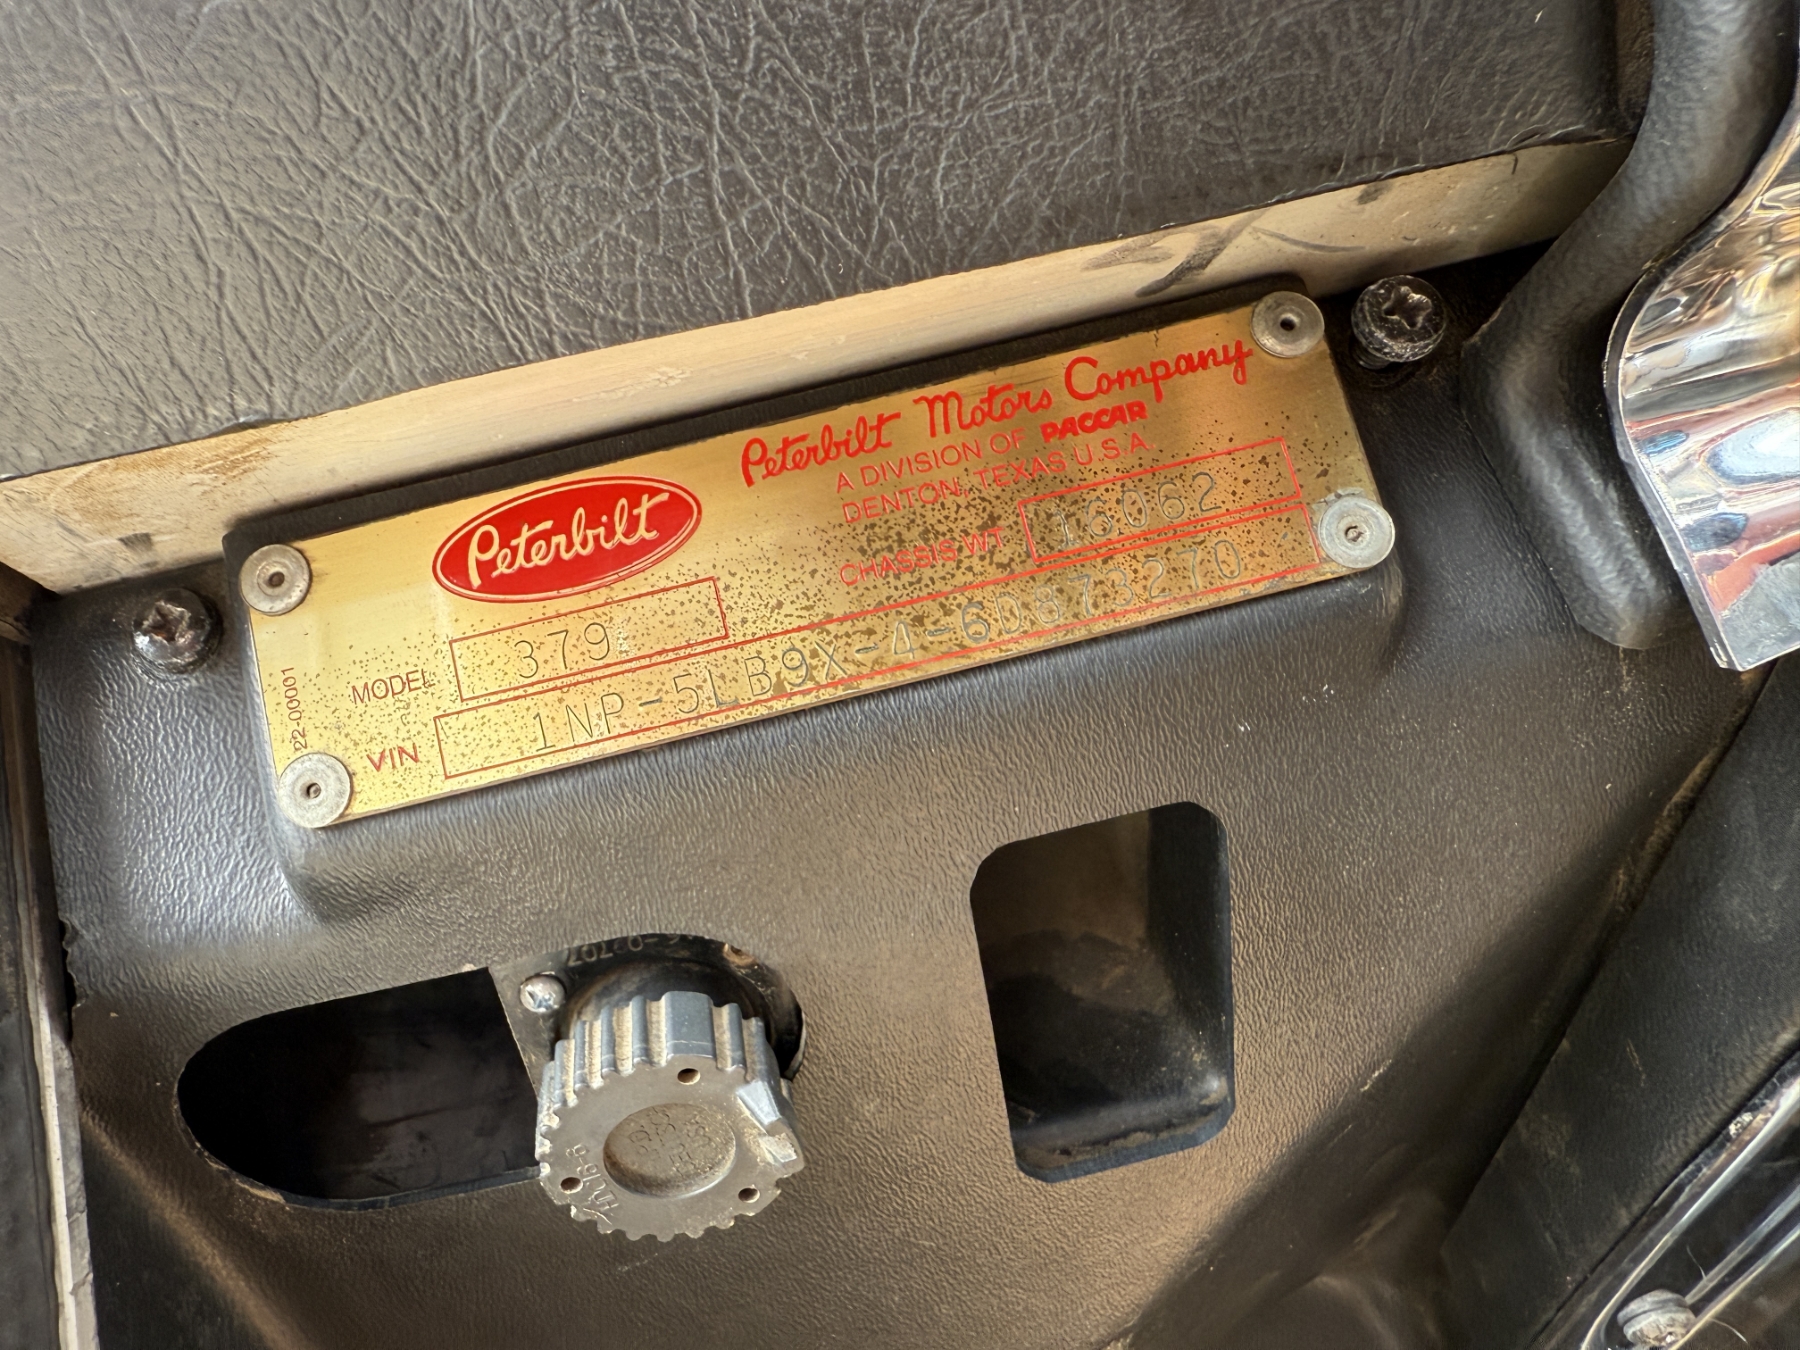 Peterbilt Motors Company
A DIVISION OF PACCAR
DENTON, TEXAS U.S.A.
Peterbilt
CHASSIS WT 16062
MODEL 379
VIN 1NP-5LB9X-4-6D873270
22-00001